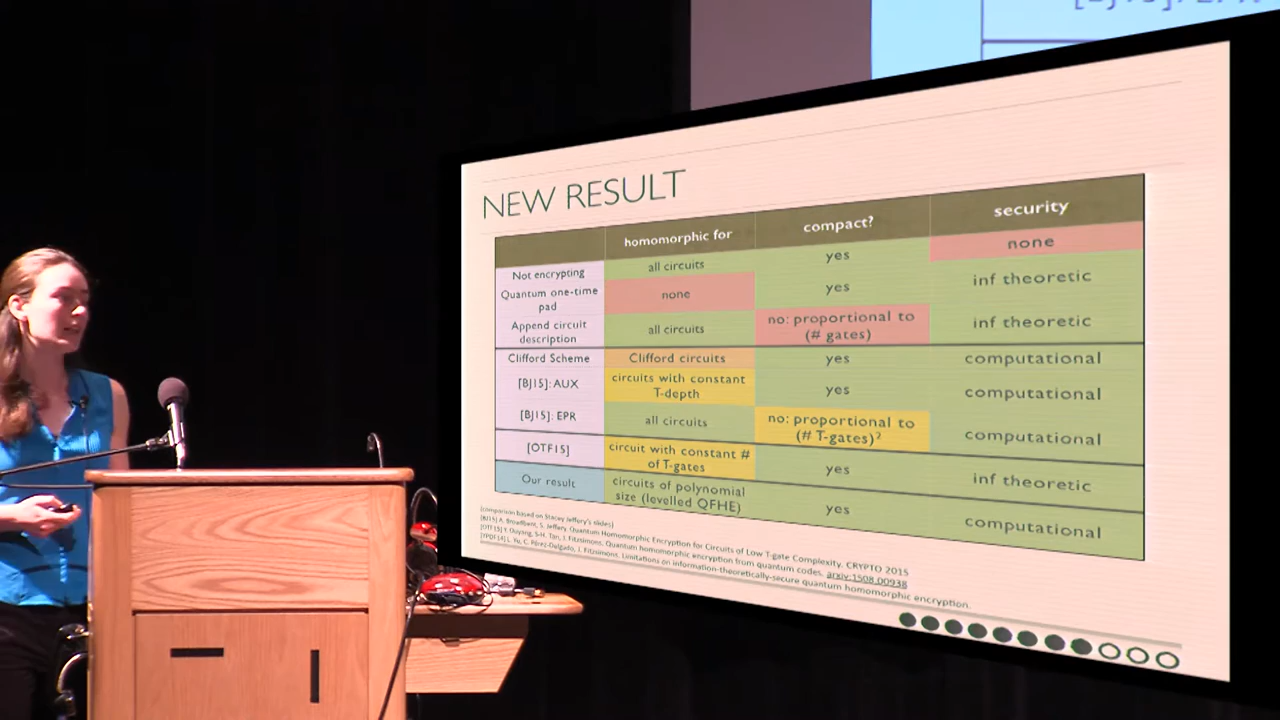 NEW RESULT
homomorphic for
compact?
security
Not encrypting
all circuits
yes
none
Quantum one-time
pad
none
yes
inf theoretic
Append circuit
description
all circuits
no: proportional to
(# gates)
inf theoretic
Clifford Scheme
Clifford circuits
yes
computational
[BJ15]: AUX
circuits with constant
T-depth
yes
computational
[BJ15]: EPR
all circuits
no: proportional to
(# T-gates)²
computational
[OTF15]
circuit with constant #
of T-gates
yes
inf theoretic
Our result
circuits of polynomial
size (levelled QFHE)
yes
computational
(comparison based on Stacey Jeffery's slides)
[BJ15] A. Broadbent, S. Jeffery. Quantum Homomorphic Encryption for Circuits of Low T-gate Complexity. CRYPTO 2015
[OTF15] Y. Ouyang, S-H. Tan, J. Fitzsimons. Quantum homomorphic encryption from quantum codes. arxiv:1508.00938
[YPDF14] L. Yu, C. Pérez-Delgado, J. Fitzsimons. Limitations on information-theoretically-secure quantum homomorphic encryption.